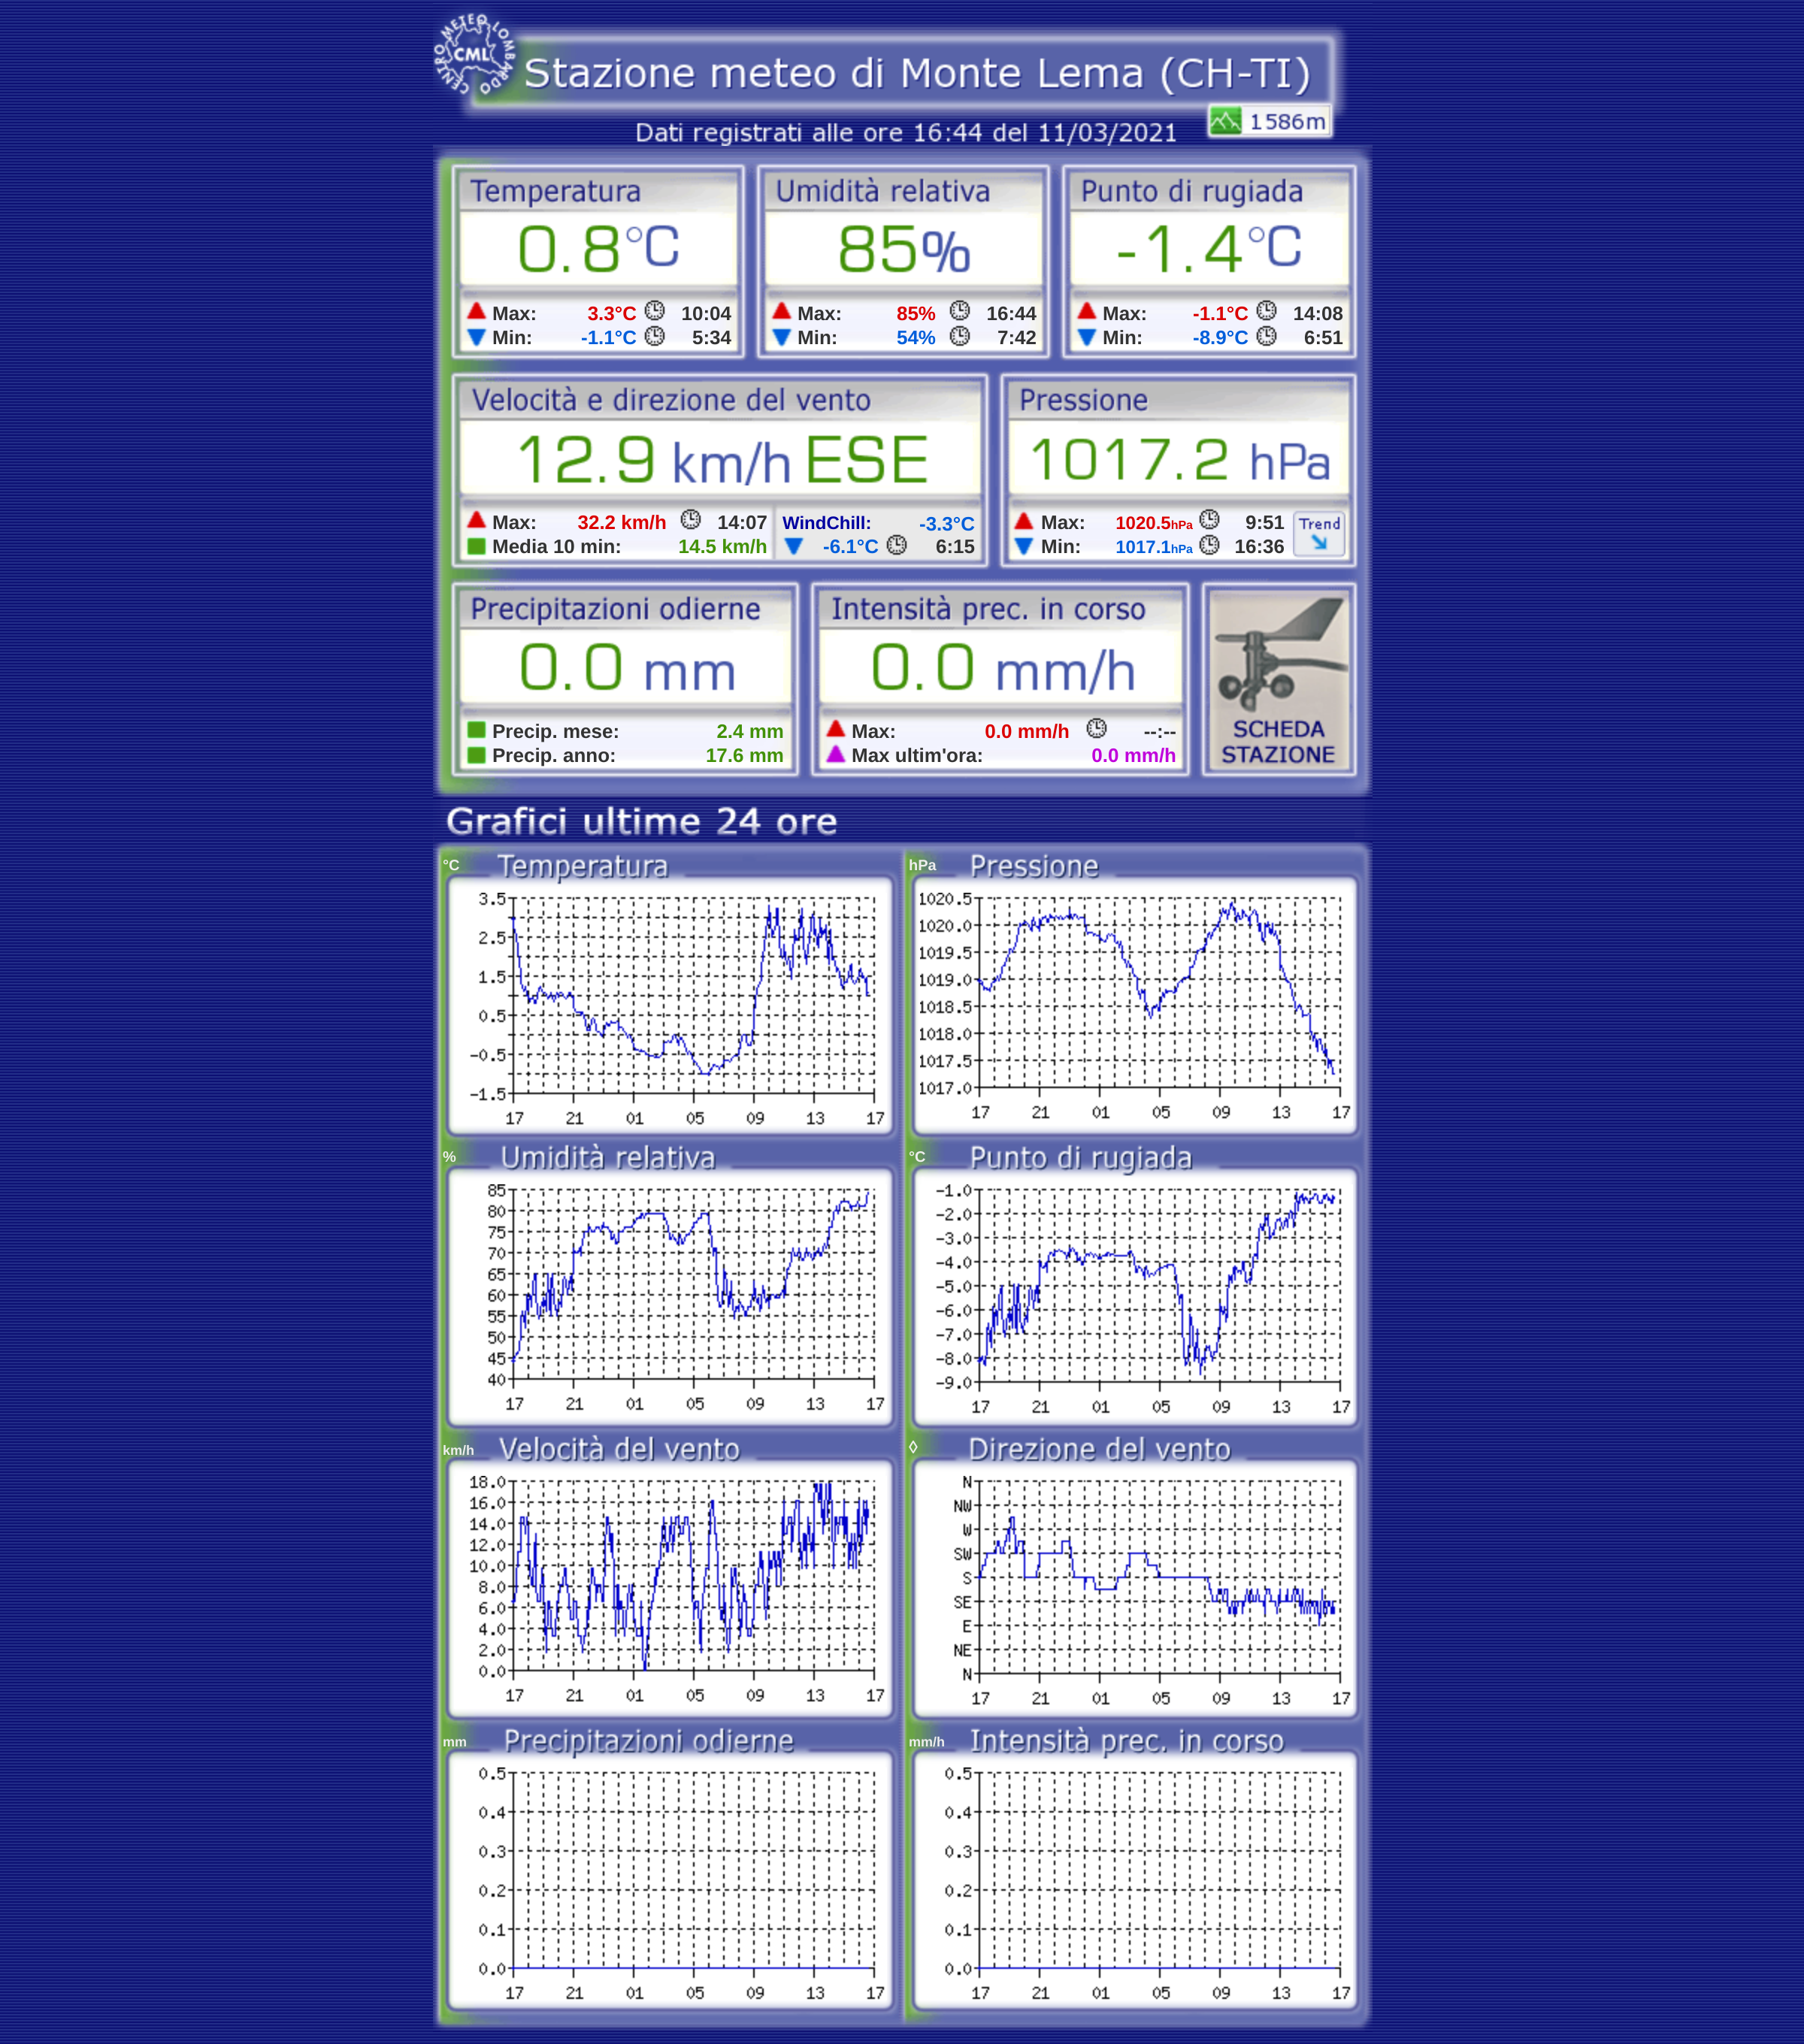 CENTRO METEO LOMBARDO
CML
Stazione meteo di Monte Lema (CH-TI)
1586m
Dati registrati alle ore 16:44 del 11/03/2021
Temperatura
0.8°C
Max: 3.3°C 10:04
Min: -1.1°C 5:34
Umidità relativa
85%
Max: 85% 16:44
Min: 54% 7:42
Punto di rugiada
-1.4°C
Max: -1.1°C 14:08
Min: -8.9°C 6:51
Velocità e direzione del vento
12.9 km/h ESE
Max: 32.2 km/h 14:07
Media 10 min: 14.5 km/h
WindChill: -3.3°C
-6.1°C 6:15
Pressione
1017.2 hPa
Max: 1020.5hPa 9:51
Min: 1017.1hPa 16:36
Trend
Precipitazioni odierne
0.0 mm
Precip. mese: 2.4 mm
Precip. anno: 17.6 mm
Intensità prec. in corso
0.0 mm/h
Max: 0.0 mm/h --:--
Max ultim'ora: 0.0 mm/h
SCHEDA
STAZIONE
Grafici ultime 24 ore
°C Temperatura
3.5
2.5
1.5
0.5
-0.5
-1.5
17 21 01 05 09 13 17
hPa Pressione
1020.5
1020.0
1019.5
1019.0
1018.5
1018.0
1017.5
1017.0
17 21 01 05 09 13 17
% Umidità relativa
85
80
75
70
65
60
55
50
45
40
17 21 01 05 09 13 17
°C Punto di rugiada
-1.0
-2.0
-3.0
-4.0
-5.0
-6.0
-7.0
-8.0
-9.0
17 21 01 05 09 13 17
km/h Velocità del vento
18.0
16.0
14.0
12.0
10.0
8.0
6.0
4.0
2.0
0.0
17 21 01 05 09 13 17
◊ Direzione del vento
N
NW
W
SW
S
SE
E
NE
N
17 21 01 05 09 13 17
mm Precipitazioni odierne
0.5
0.4
0.3
0.2
0.1
0.0
17 21 01 05 09 13 17
mm/h Intensità prec. in corso
0.5
0.4
0.3
0.2
0.1
0.0
17 21 01 05 09 13 17